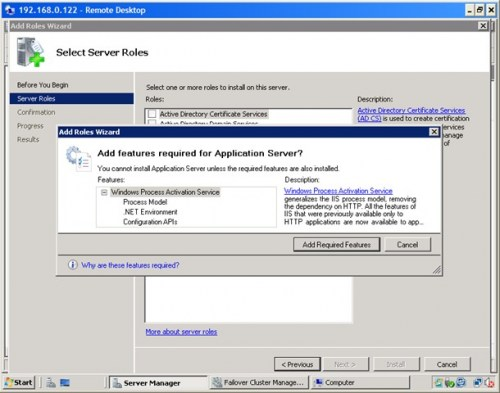 192.168.0.122 - Remote Desktop
Add Roles Wizard
Select Server Roles
Before You Begin
Server Roles
Confirmation
Progress
Results
Select one or more roles to install on this server.
Roles:
Active Directory Certificate Services
Active Directory Domain Services
Description:
Active Directory Certificate Services
(AD CS) is used to create certification
services
manage
of
Add Roles Wizard
Add features required for Application Server?
You cannot install Application Server unless the required features are also installed.
Features:
Windows Process Activation Service
Process Model
.NET Environment
Configuration APIs
Description:
Windows Process Activation Service
generalizes the IIS process model, removing
the dependency on HTTP. All the features of
IIS that were previously available only to
HTTP applications are now available to app...
Add Required Features
Cancel
Why are these features required?
More about server roles
< Previous
Next >
Install
Cancel
Start
Server Manager
Failover Cluster Manage...
Computer